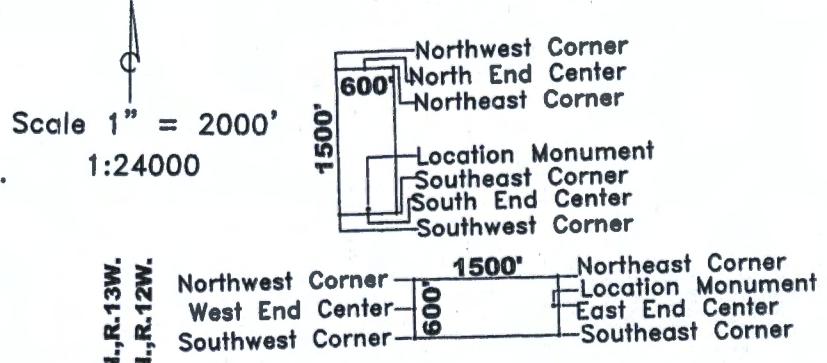 Northwest Corner
North End Center
600'
Northeast Corner
Scale 1" = 2000'
1:24000
1500'
Location Monument
Southeast Corner
South End Center
Southwest Corner
R.13W.
R.12W.
Northwest Corner
West End Center
Southwest Corner
1500'
600'
Northeast Corner
Location Monument
East End Center
Southeast Corner